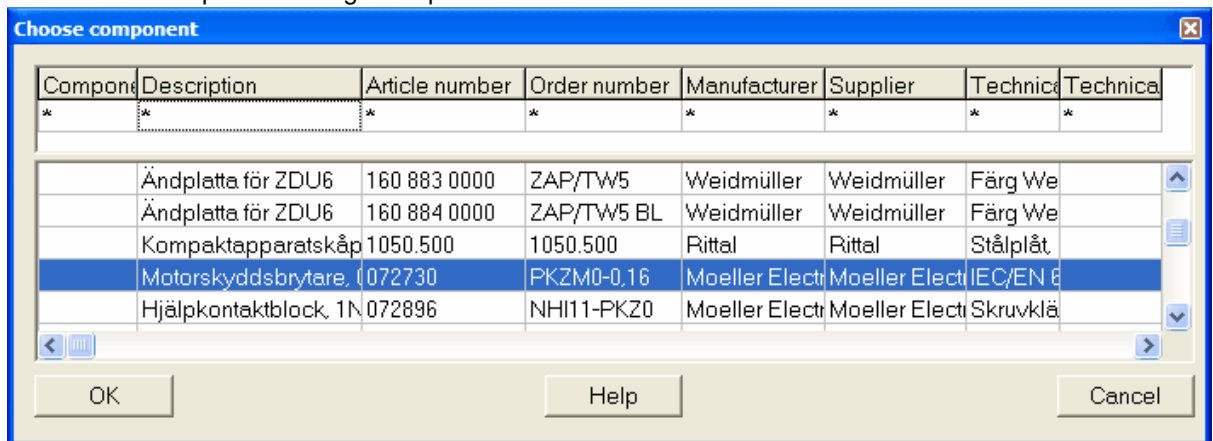 Choose component
Compone Description Article number Order number Manufacturer Supplier Technica Technical
* * * * * * * *
Ändplatta för ZDU6 160 883 0000 ZAP/TW5 Weidmüller Weidmüller Färg We
Ändplatta för ZDU6 160 884 0000 ZAP/TW5 BL Weidmüller Weidmüller Färg We
Kompaktapparatskåp 1050.500 1050.500 Rittal Rittal Stålplåt,
Motorskyddsbrytare, ( 072730 PKZM0-0,16 Moeller Electr Moeller Electr IEC/EN 6
Hjälpkontaktblock, 1N 072896 NHI11-PKZ0 Moeller Electr Moeller Electr Skruvklä
OK Help Cancel